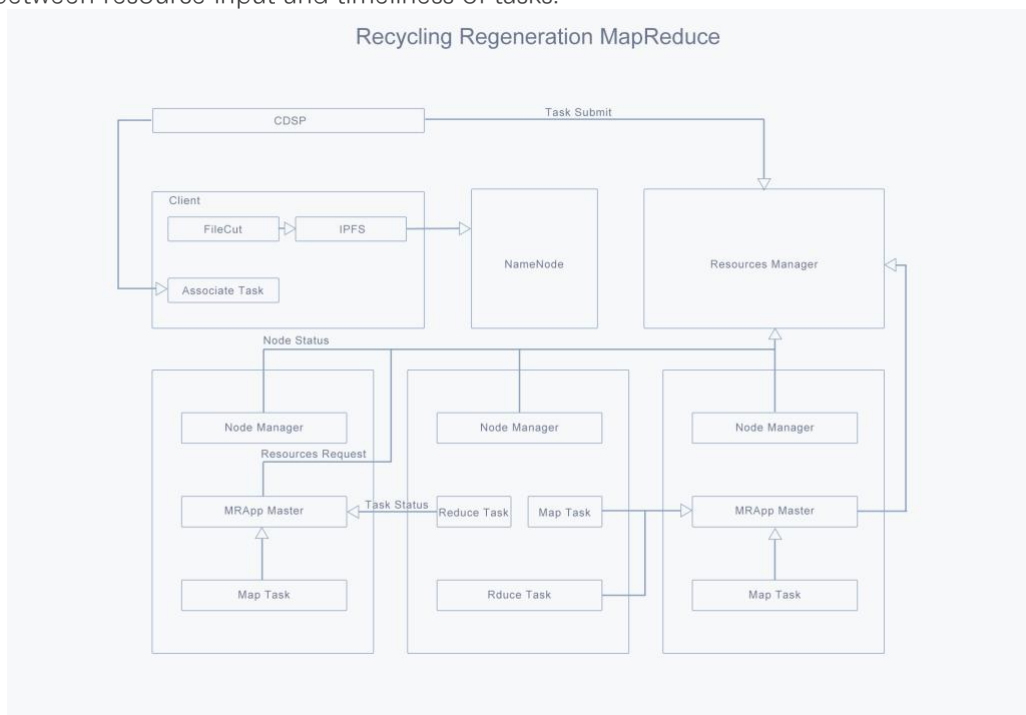 between resource input and timeliness of tasks.
Recycling Regeneration MapReduce
CDSP
Task Submit
Client
FileCut
IPFS
NameNode
Resources Manager
Associate Task
Node Status
Node Manager
Node Manager
Node Manager
Resources Request
MRApp Master
Task Status
Reduce Task
Map Task
MRApp Master
Map Task
Rduce Task
Map Task